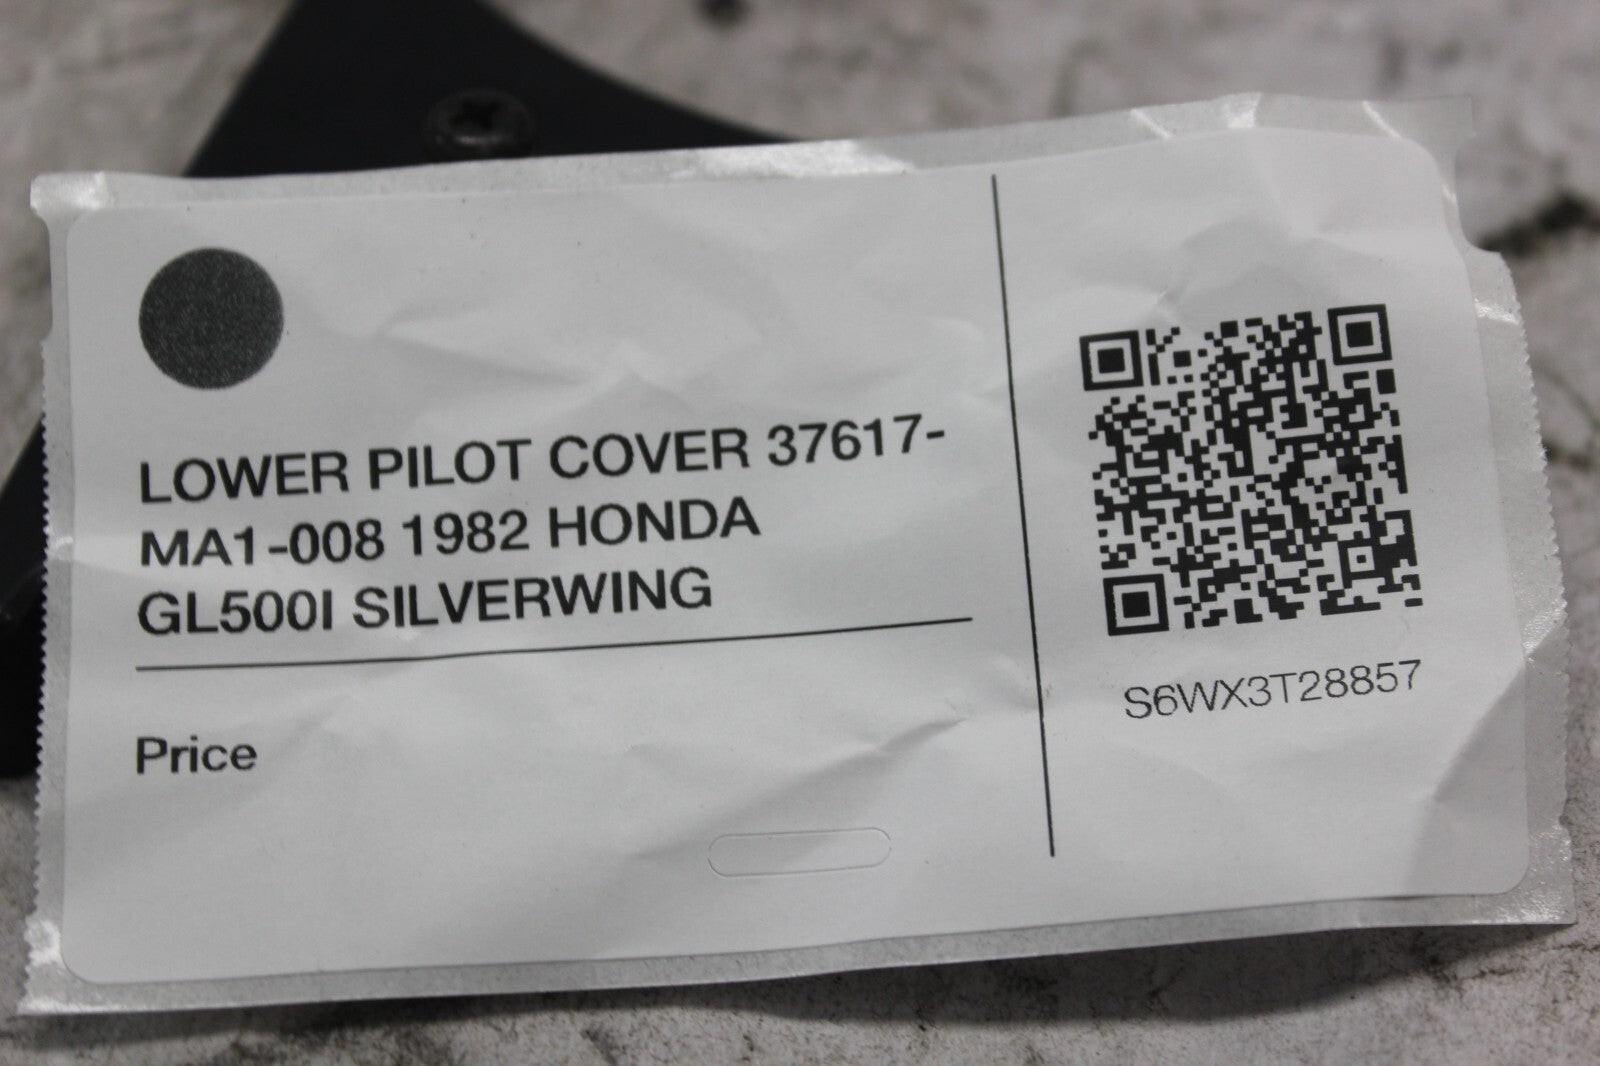 LOWER PILOT COVER 37617-
MA1-008 1982 HONDA
GL500I SILVERWING
Price
S6WX3T28857